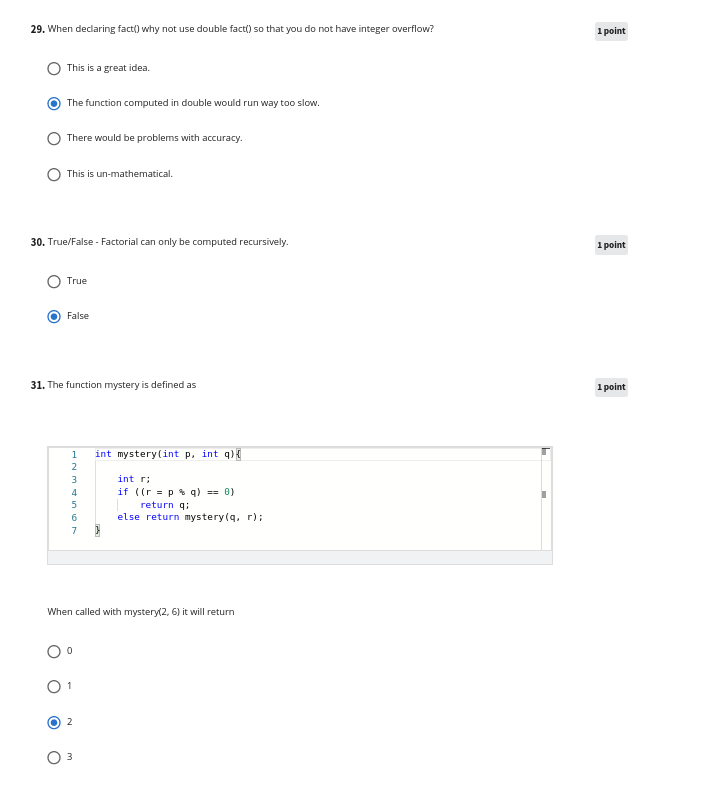 29. When declaring fact() why not use double fact() so that you do not have integer overflow?
1 point
This is a great idea.
The function computed in double would run way too slow.
There would be problems with accuracy.
This is un-mathematical.
30. True/False - Factorial can only be computed recursively.
1 point
True
False
31. The function mystery is defined as
1 point
1 int mystery(int p, int q){
2
3 int r;
4 if ((r = p % q) == 0)
5 return q;
6 else return mystery(q, r);
7 }
When called with mystery(2, 6) it will return
0
1
2
3